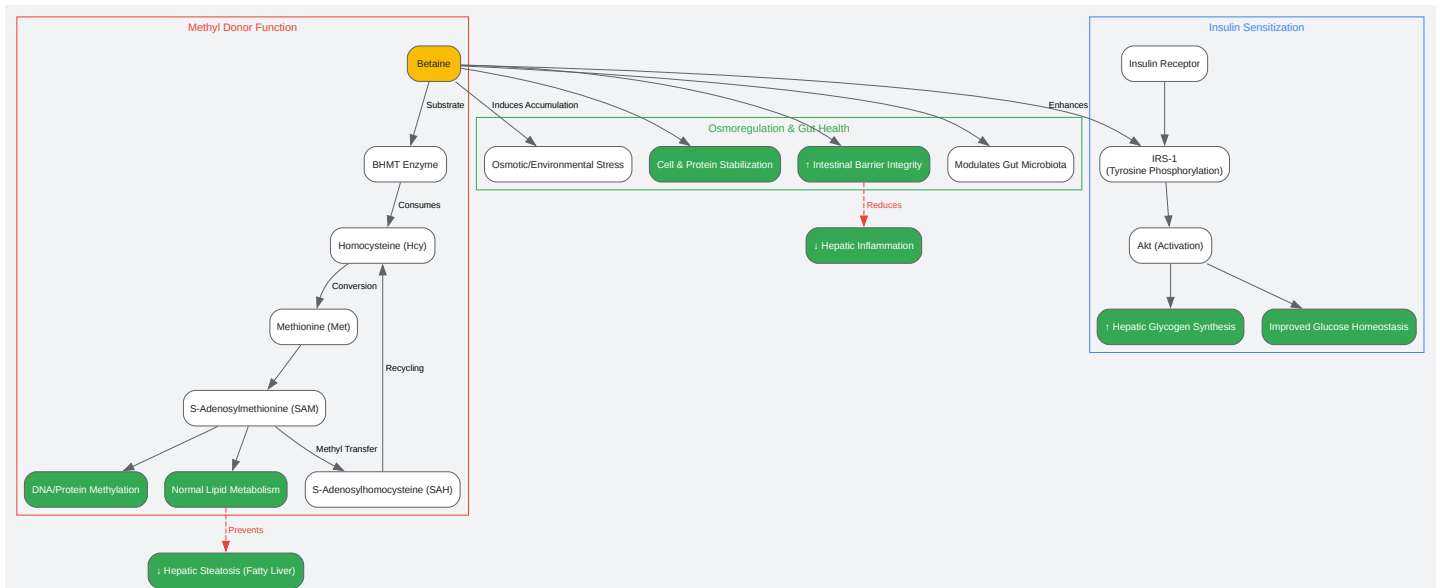 Methyl Donor Function
Insulin Sensitization
Betaine
Insulin Receptor
Substrate
Induces Accumulation
Enhances
Osmoregulation & Gut Health
BHMT Enzyme
Osmotic/Environmental Stress
Cell & Protein Stabilization
↑ Intestinal Barrier Integrity
Modulates Gut Microbiota
IRS-1
(Tyrosine Phosphorylation)
Consumes
Reduces
Homocysteine (Hcy)
↓ Hepatic Inflammation
Akt (Activation)
Conversion
Methionine (Met)
↑ Hepatic Glycogen Synthesis
Improved Glucose Homeostasis
Recycling
S-Adenosylmethionine (SAM)
Methyl Transfer
DNA/Protein Methylation
Normal Lipid Metabolism
S-Adenosylhomocysteine (SAH)
Prevents
↓ Hepatic Steatosis (Fatty Liver)